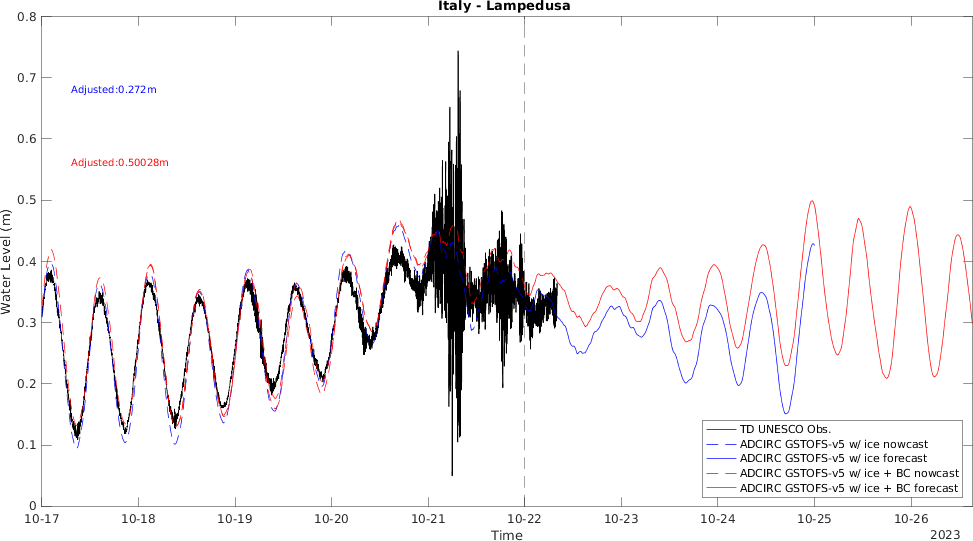 Italy - Lampedusa
0.8
0.7
0.6
0.5
0.4
0.3
0.2
0.1
0
Water Level (m)
Adjusted:0.272m
Adjusted:0.50028m
TD UNESCO Obs.
ADCIRC GSTOFS-v5 w/ ice nowcast
ADCIRC GSTOFS-v5 w/ ice forecast
ADCIRC GSTOFS-v5 w/ ice + BC nowcast
ADCIRC GSTOFS-v5 w/ ice + BC forecast
10-17 10-18 10-19 10-20 10-21 10-22 10-23 10-24 10-25 10-26
Time
2023